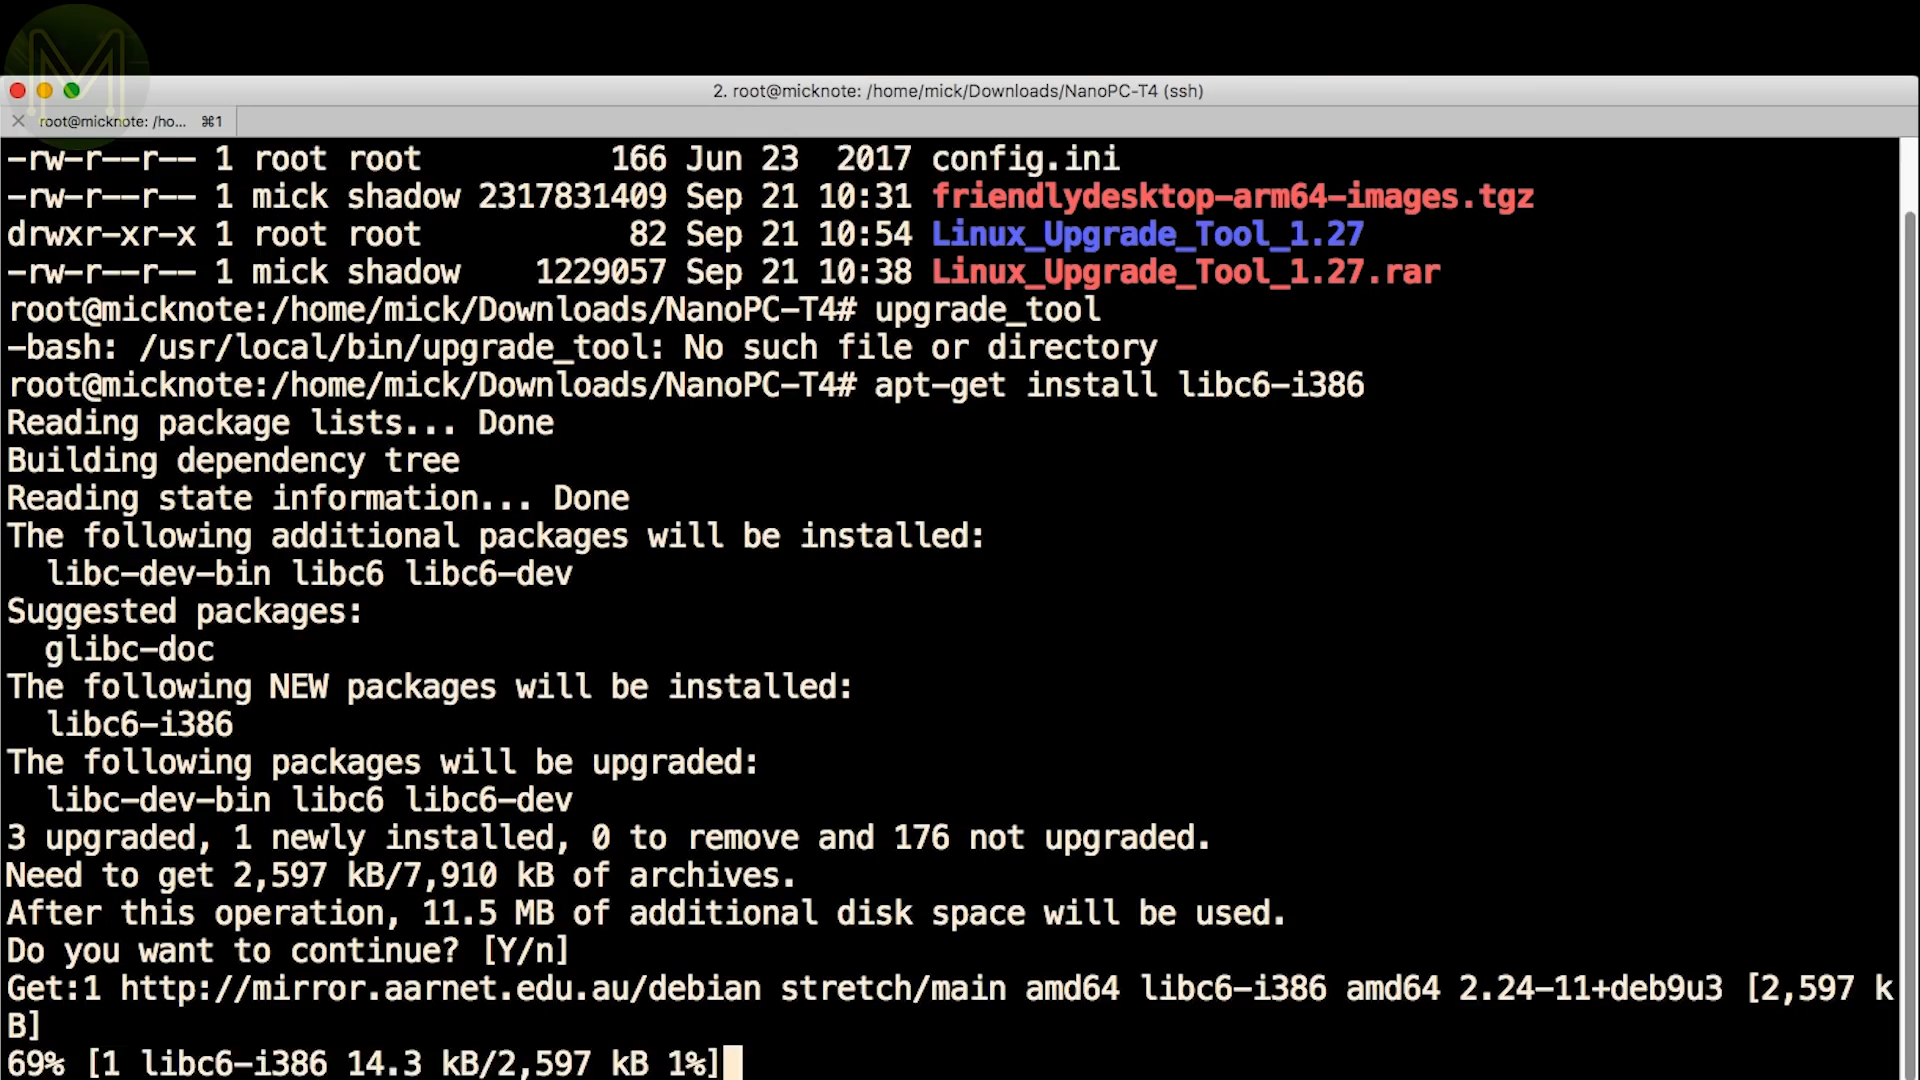 2. root@micknote: /home/mick/Downloads/NanoPC-T4 (ssh)
root@micknote: /ho... ⌘1
-rw-r--r-- 1 root root 166 Jun 23 2017 config.ini
-rw-r--r-- 1 mick shadow 2317831409 Sep 21 10:31 friendlydesktop-arm64-images.tgz
drwxr-xr-x 1 root root 82 Sep 21 10:54 Linux_Upgrade_Tool_1.27
-rw-r--r-- 1 mick shadow 1229057 Sep 21 10:38 Linux_Upgrade_Tool_1.27.rar
root@micknote:/home/mick/Downloads/NanoPC-T4# upgrade_tool
-bash: /usr/local/bin/upgrade_tool: No such file or directory
root@micknote:/home/mick/Downloads/NanoPC-T4# apt-get install libc6-i386
Reading package lists... Done
Building dependency tree
Reading state information... Done
The following additional packages will be installed:
libc-dev-bin libc6 libc6-dev
Suggested packages:
glibc-doc
The following NEW packages will be installed:
libc6-i386
The following packages will be upgraded:
libc-dev-bin libc6 libc6-dev
3 upgraded, 1 newly installed, 0 to remove and 176 not upgraded.
Need to get 2,597 kB/7,910 kB of archives.
After this operation, 11.5 MB of additional disk space will be used.
Do you want to continue? [Y/n]
Get:1 http://mirror.aarnet.edu.au/debian stretch/main amd64 libc6-i386 amd64 2.24-11+deb9u3 [2,597 k
B]
69% [1 libc6-i386 14.3 kB/2,597 kB 1%]